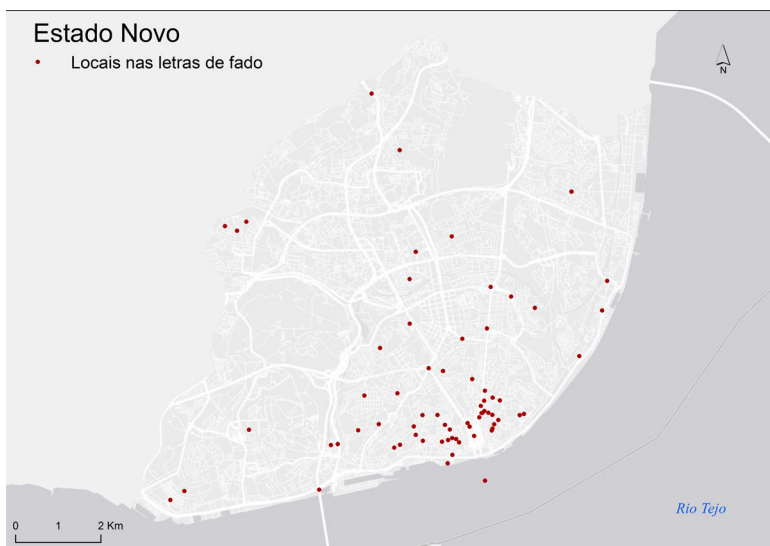 Estado Novo
Locais nas letras de fado
N
Rio Tejo
0 1 2 Km